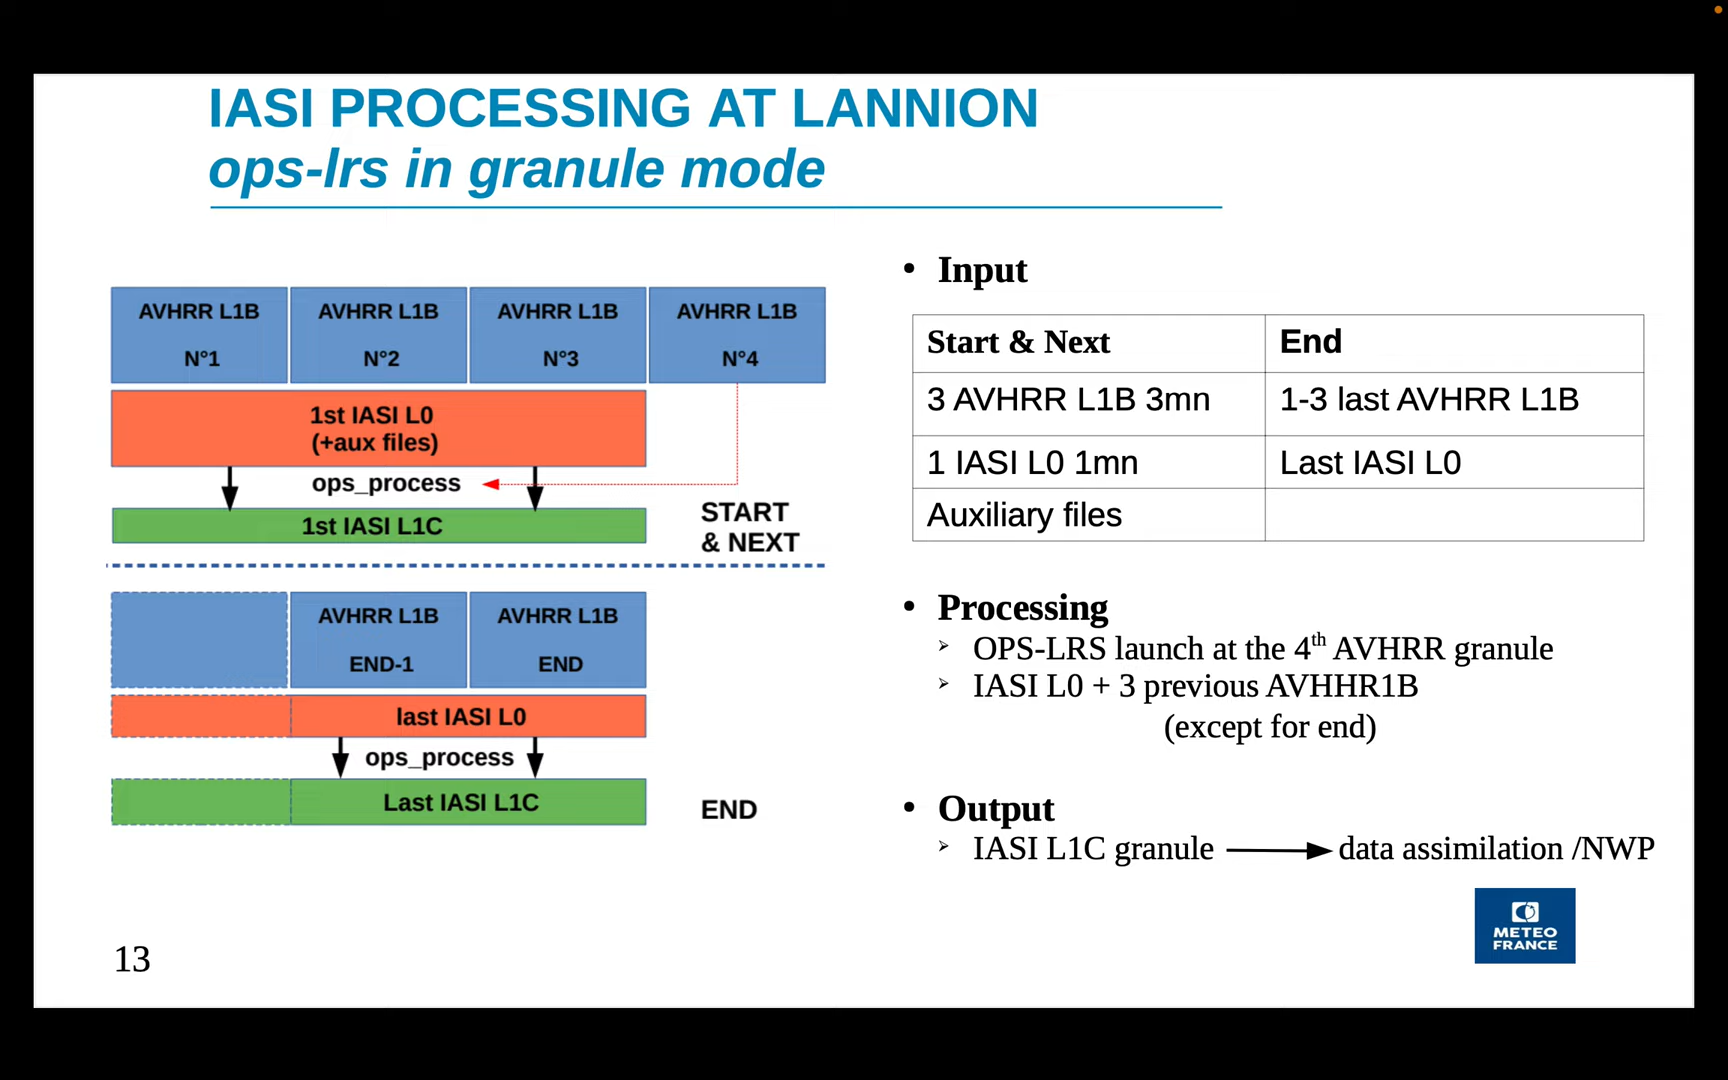 IASI PROCESSING AT LANNION
ops-lrs in granule mode
AVHRR L1B
N°1
AVHRR L1B
N°2
AVHRR L1B
N°3
AVHRR L1B
N°4
1st IASI L0
(+aux files)
ops_process
1st IASI L1C
START
& NEXT
AVHRR L1B
END-1
AVHRR L1B
END
last IASI L0
ops_process
Last IASI L1C
END
• Input
Start & Next
End
3 AVHRR L1B 3mn
1-3 last AVHRR L1B
1 IASI L0 1mn
Last IASI L0
Auxiliary files
• Processing
➢ OPS-LRS launch at the 4th AVHRR granule
➢ IASI L0 + 3 previous AVHHR1B
(except for end)
• Output
➢ IASI L1C granule data assimilation /NWP
METEO
FRANCE
13